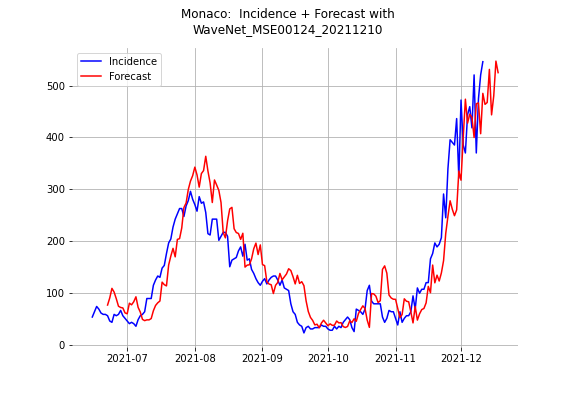 Monaco: Incidence + Forecast with
WaveNet_MSE00124_20211210
Incidence
Forecast
500
400
300
200
100
0
2021-07 2021-08 2021-09 2021-10 2021-11 2021-12